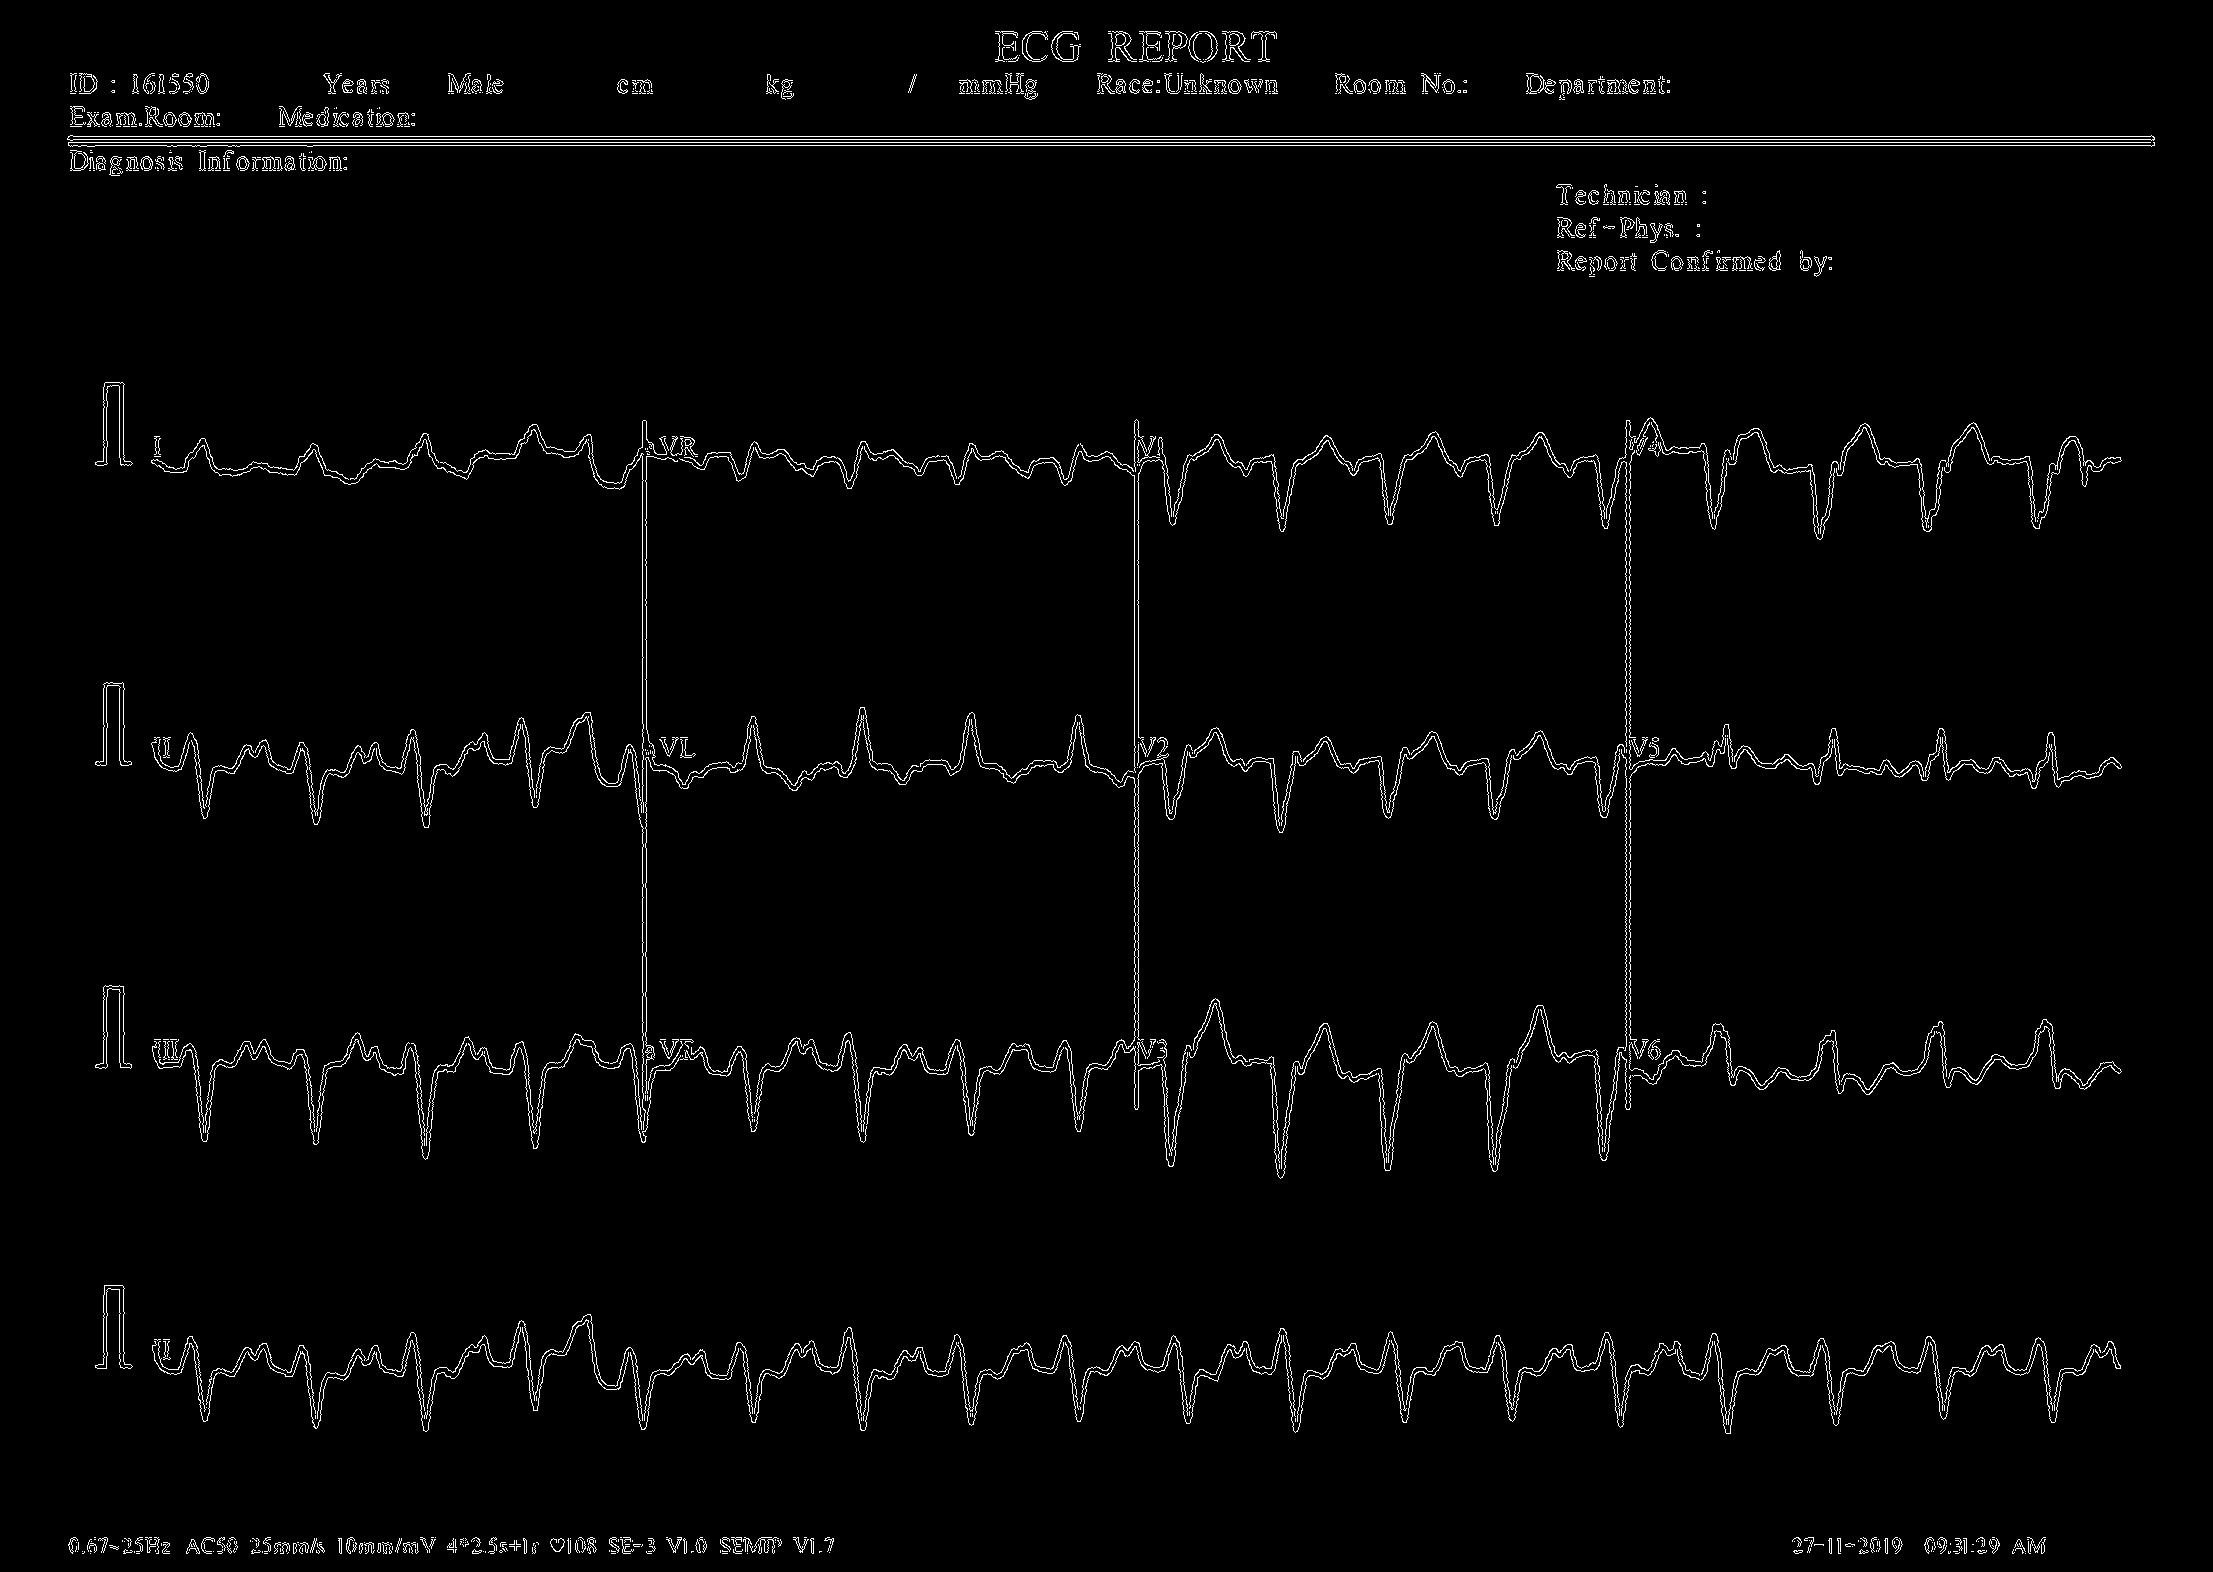 ECG REPORT
ID : 161550 Years Male cm kg / mmHg Race:Unknown Room No.: Department:
Exam.Room: Medication:
Diagnosis Information:
Technician :
Ref-Phys. :
Report Confirmed by:
I aVR V1 V4
II aVL V2 V5
III aVF V3 V6
II
0.67~25Hz AC50 25mm/s 10mm/mV 4*2.5s+1r ♡108 SE-3 V1.0 SEMIP V1.7 27-11-2019 09:31:29 AM